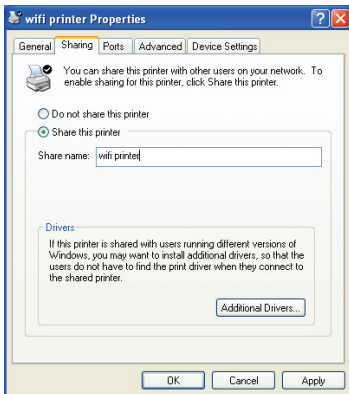 wifi printer Properties
General Sharing Ports Advanced Device Settings
You can share this printer with other users on your network. To
enable sharing for this printer, click Share this printer.
Do not share this printer
Share this printer
Share name: wifi printer
Drivers
If this printer is shared with users running different versions of
Windows, you may want to install additional drivers, so that the
users do not have to find the print driver when they connect to
the shared printer.
Additional Drivers...
OK Cancel Apply